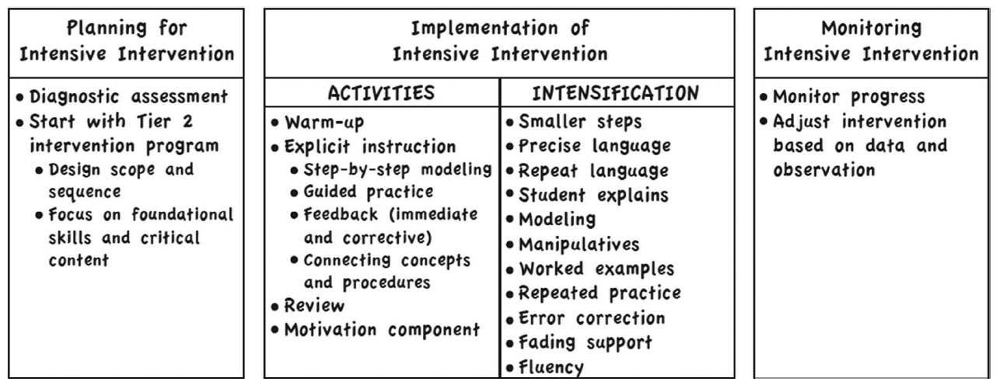 Planning for
Intensive Intervention
• Diagnostic assessment
• Start with Tier 2
intervention program
• Design scope and
sequence
• Focus on foundational
skills and critical
content
Implementation of
Intensive Intervention
ACTIVITIES
• Warm-up
• Explicit instruction
• Step-by-step modeling
• Guided practice
• Feedback (immediate
and corrective)
• Connecting concepts
and procedures
• Review
• Motivation component
INTENSIFICATION
• Smaller steps
• Precise language
• Repeat language
• Student explains
• Modeling
• Manipulatives
• Worked examples
• Repeated practice
• Error correction
• Fading support
• Fluency
Monitoring
Intensive Intervention
• Monitor progress
• Adjust intervention
based on data and
observation